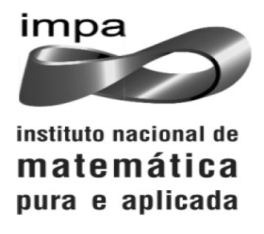 impa
instituto nacional de
matemática
pura e aplicada